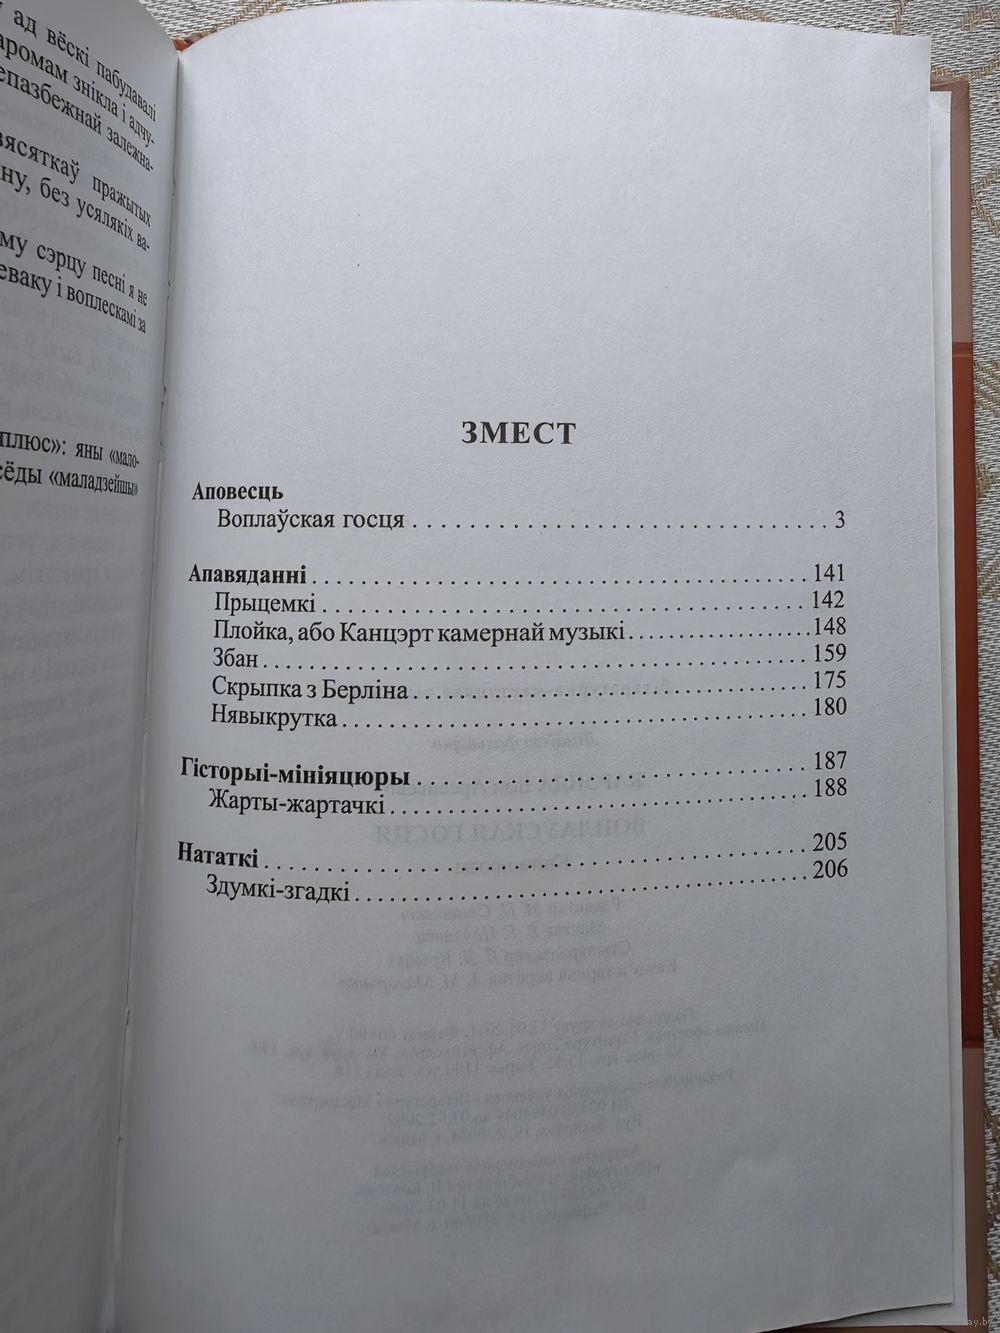 у ад вёскі пабудавалі
аромам знікла і адчу-
епазбежнай залежна-
зясяткаў пражытых
ну, без усялякіх ва-
му сэрцу песні я не
еваку і воплескамі за
плюс»: яны «мало-
сёды «маладзейшы»
ЗМЕСТ
Аповесць
Воплаўская госця . . . . . . . . . . . . . . . . . . . . . . . . . . . . 3
Апавяданні . . . . . . . . . . . . . . . . . . . . . . . . . . . . . . . . 141
Прыцемкі . . . . . . . . . . . . . . . . . . . . . . . . . . . . . . . . 142
Плойка, або Канцэрт камернай музыкі . . . . . . . . . . . 148
Збан . . . . . . . . . . . . . . . . . . . . . . . . . . . . . . . . . . . . 159
Скрыпка з Берліна . . . . . . . . . . . . . . . . . . . . . . . . . . 175
Нявыкрутка . . . . . . . . . . . . . . . . . . . . . . . . . . . . . . 180
Гісторыі-мініяцюры . . . . . . . . . . . . . . . . . . . . . . . . . 187
Жарты-жартачкі . . . . . . . . . . . . . . . . . . . . . . . . . . . 188
Нататкі . . . . . . . . . . . . . . . . . . . . . . . . . . . . . . . . . . 205
Здумкі-згадкі . . . . . . . . . . . . . . . . . . . . . . . . . . . . . 206